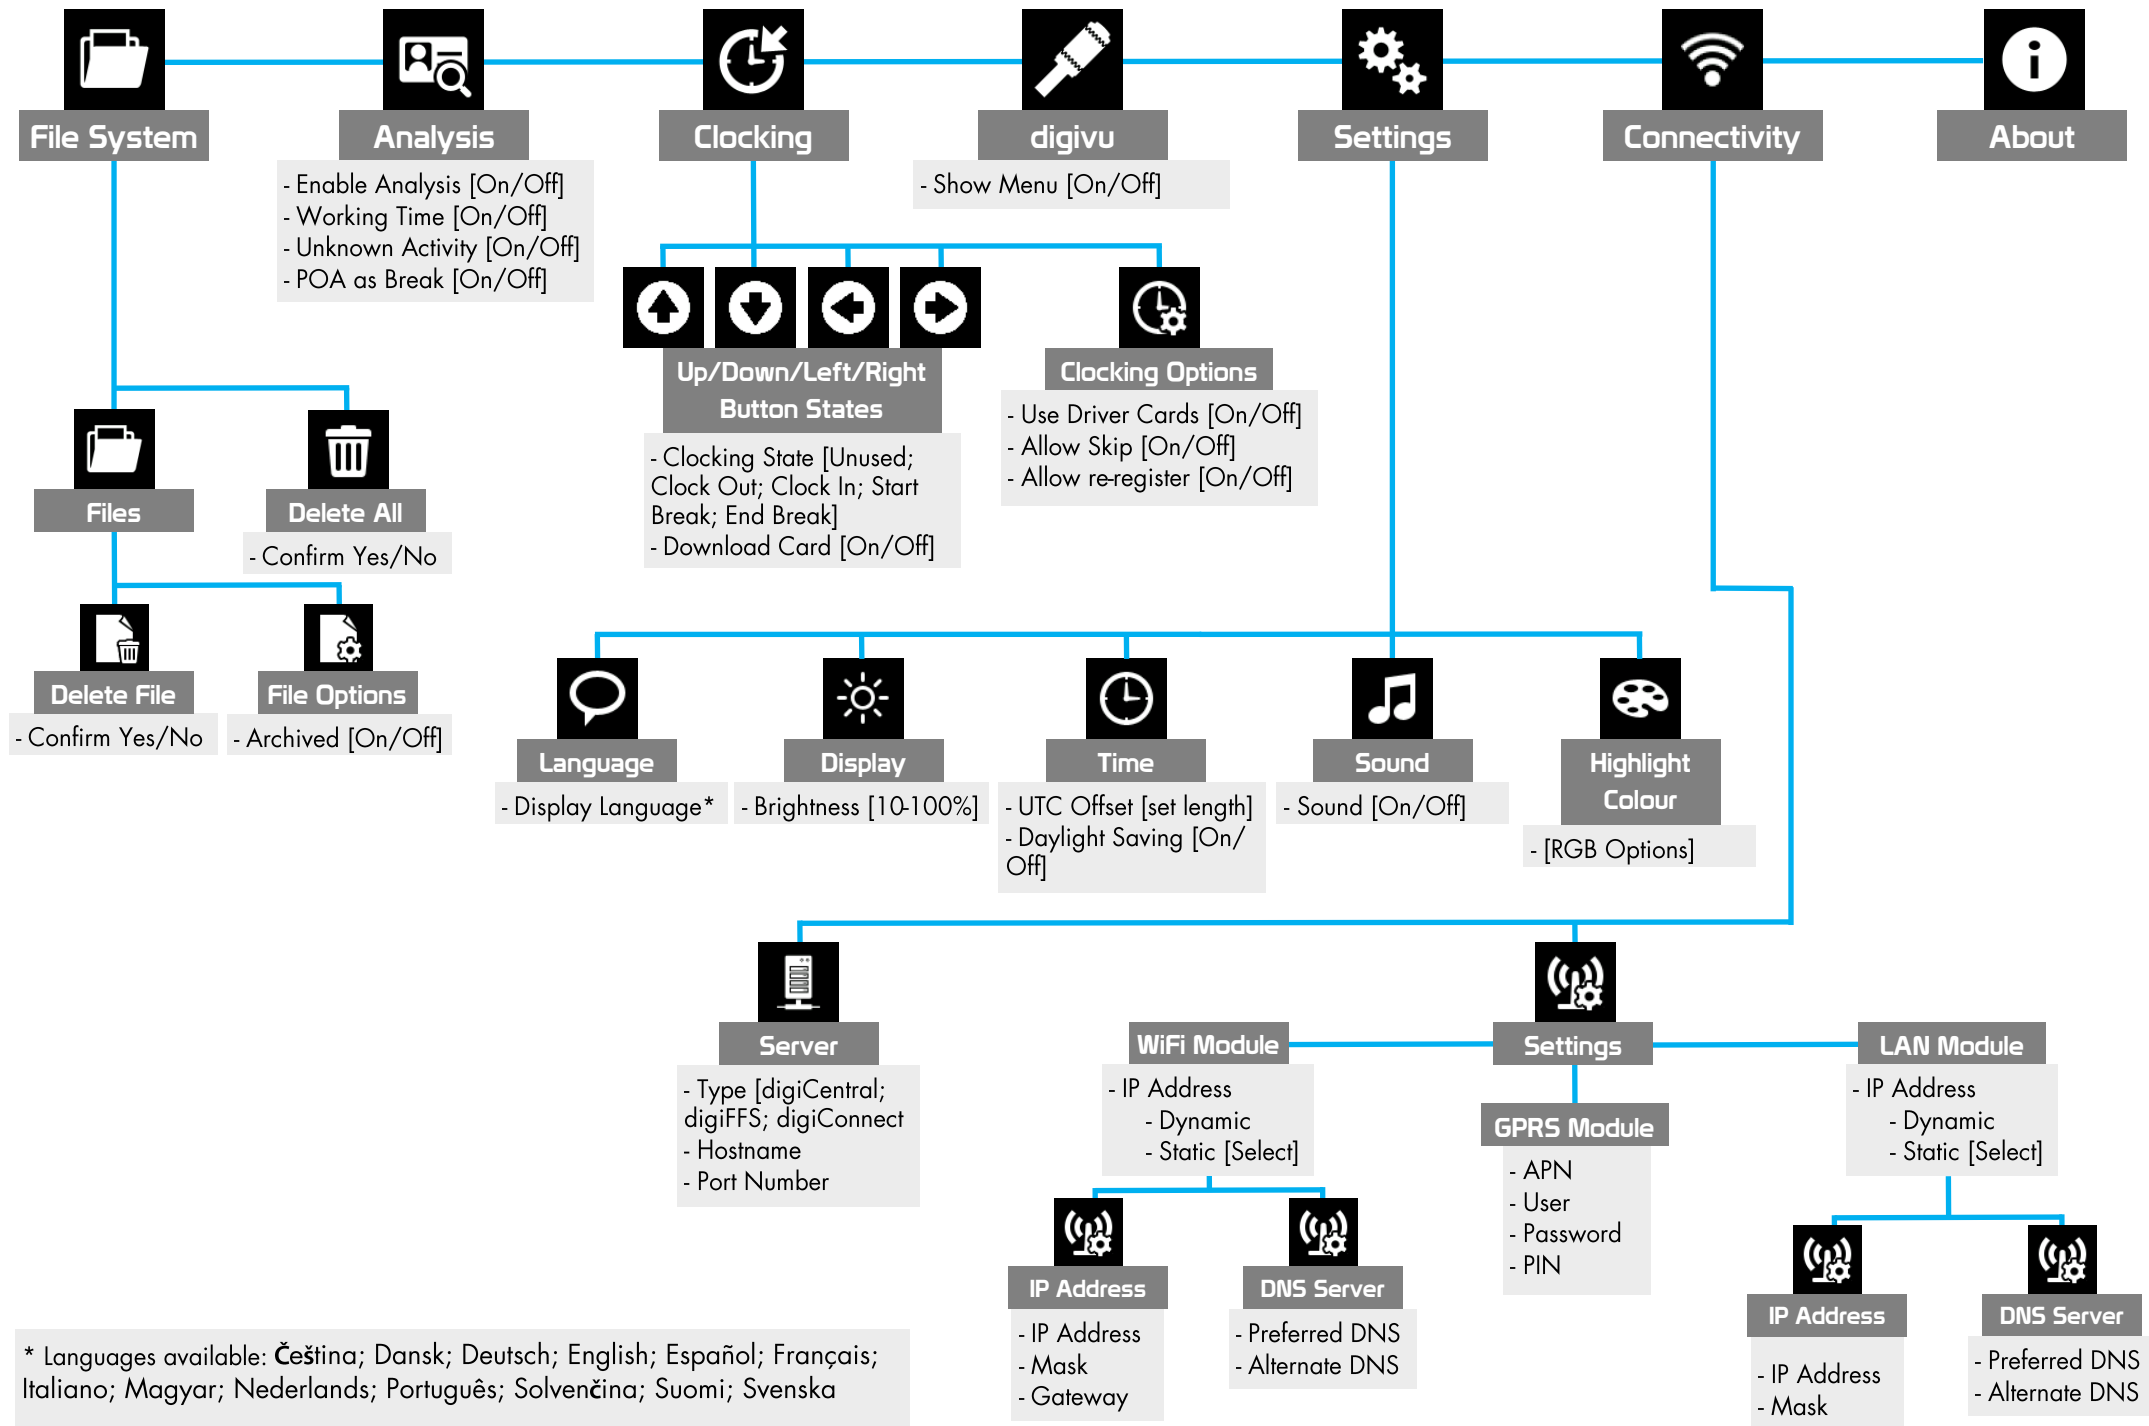 File System
Analysis
Clocking
digivu
Settings
Connectivity
About
- Enable Analysis [On/Off]
- Working Time [On/Off]
- Unknown Activity [On/Off]
- POA as Break [On/Off]
- Show Menu [On/Off]
Up/Down/Left/Right
Button States
- Clocking State [Unused;
Clock Out; Clock In; Start
Break; End Break]
- Download Card [On/Off]
Clocking Options
- Use Driver Cards [On/Off]
- Allow Skip [On/Off]
- Allow re-register [On/Off]
Files
Delete All
- Confirm Yes/No
Delete File
- Confirm Yes/No
File Options
- Archived [On/Off]
Language
- Display Language*
Display
- Brightness [10-100%]
Time
- UTC Offset [set length]
- Daylight Saving [On/
Off]
Sound
- Sound [On/Off]
Highlight
Colour
- [RGB Options]
Server
- Type [digiCentral;
digiFFS; digiConnect
- Hostname
- Port Number
WiFi Module
- IP Address
- Dynamic
- Static [Select]
Settings
GPRS Module
- APN
- User
- Password
- PIN
LAN Module
- IP Address
- Dynamic
- Static [Select]
IP Address
- IP Address
- Mask
- Gateway
DNS Server
- Preferred DNS
- Alternate DNS
IP Address
- IP Address
- Mask
DNS Server
- Preferred DNS
- Alternate DNS
* Languages available: Čeština; Dansk; Deutsch; English; Español; Français;
Italiano; Magyar; Nederlands; Português; Solvenčina; Suomi; Svenska